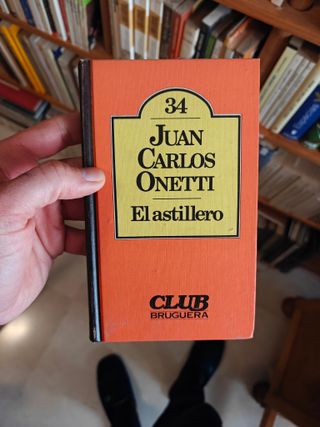 34
JUAN
CARLOS
ONETTI
El astillero
CLUB
BRUGUERA